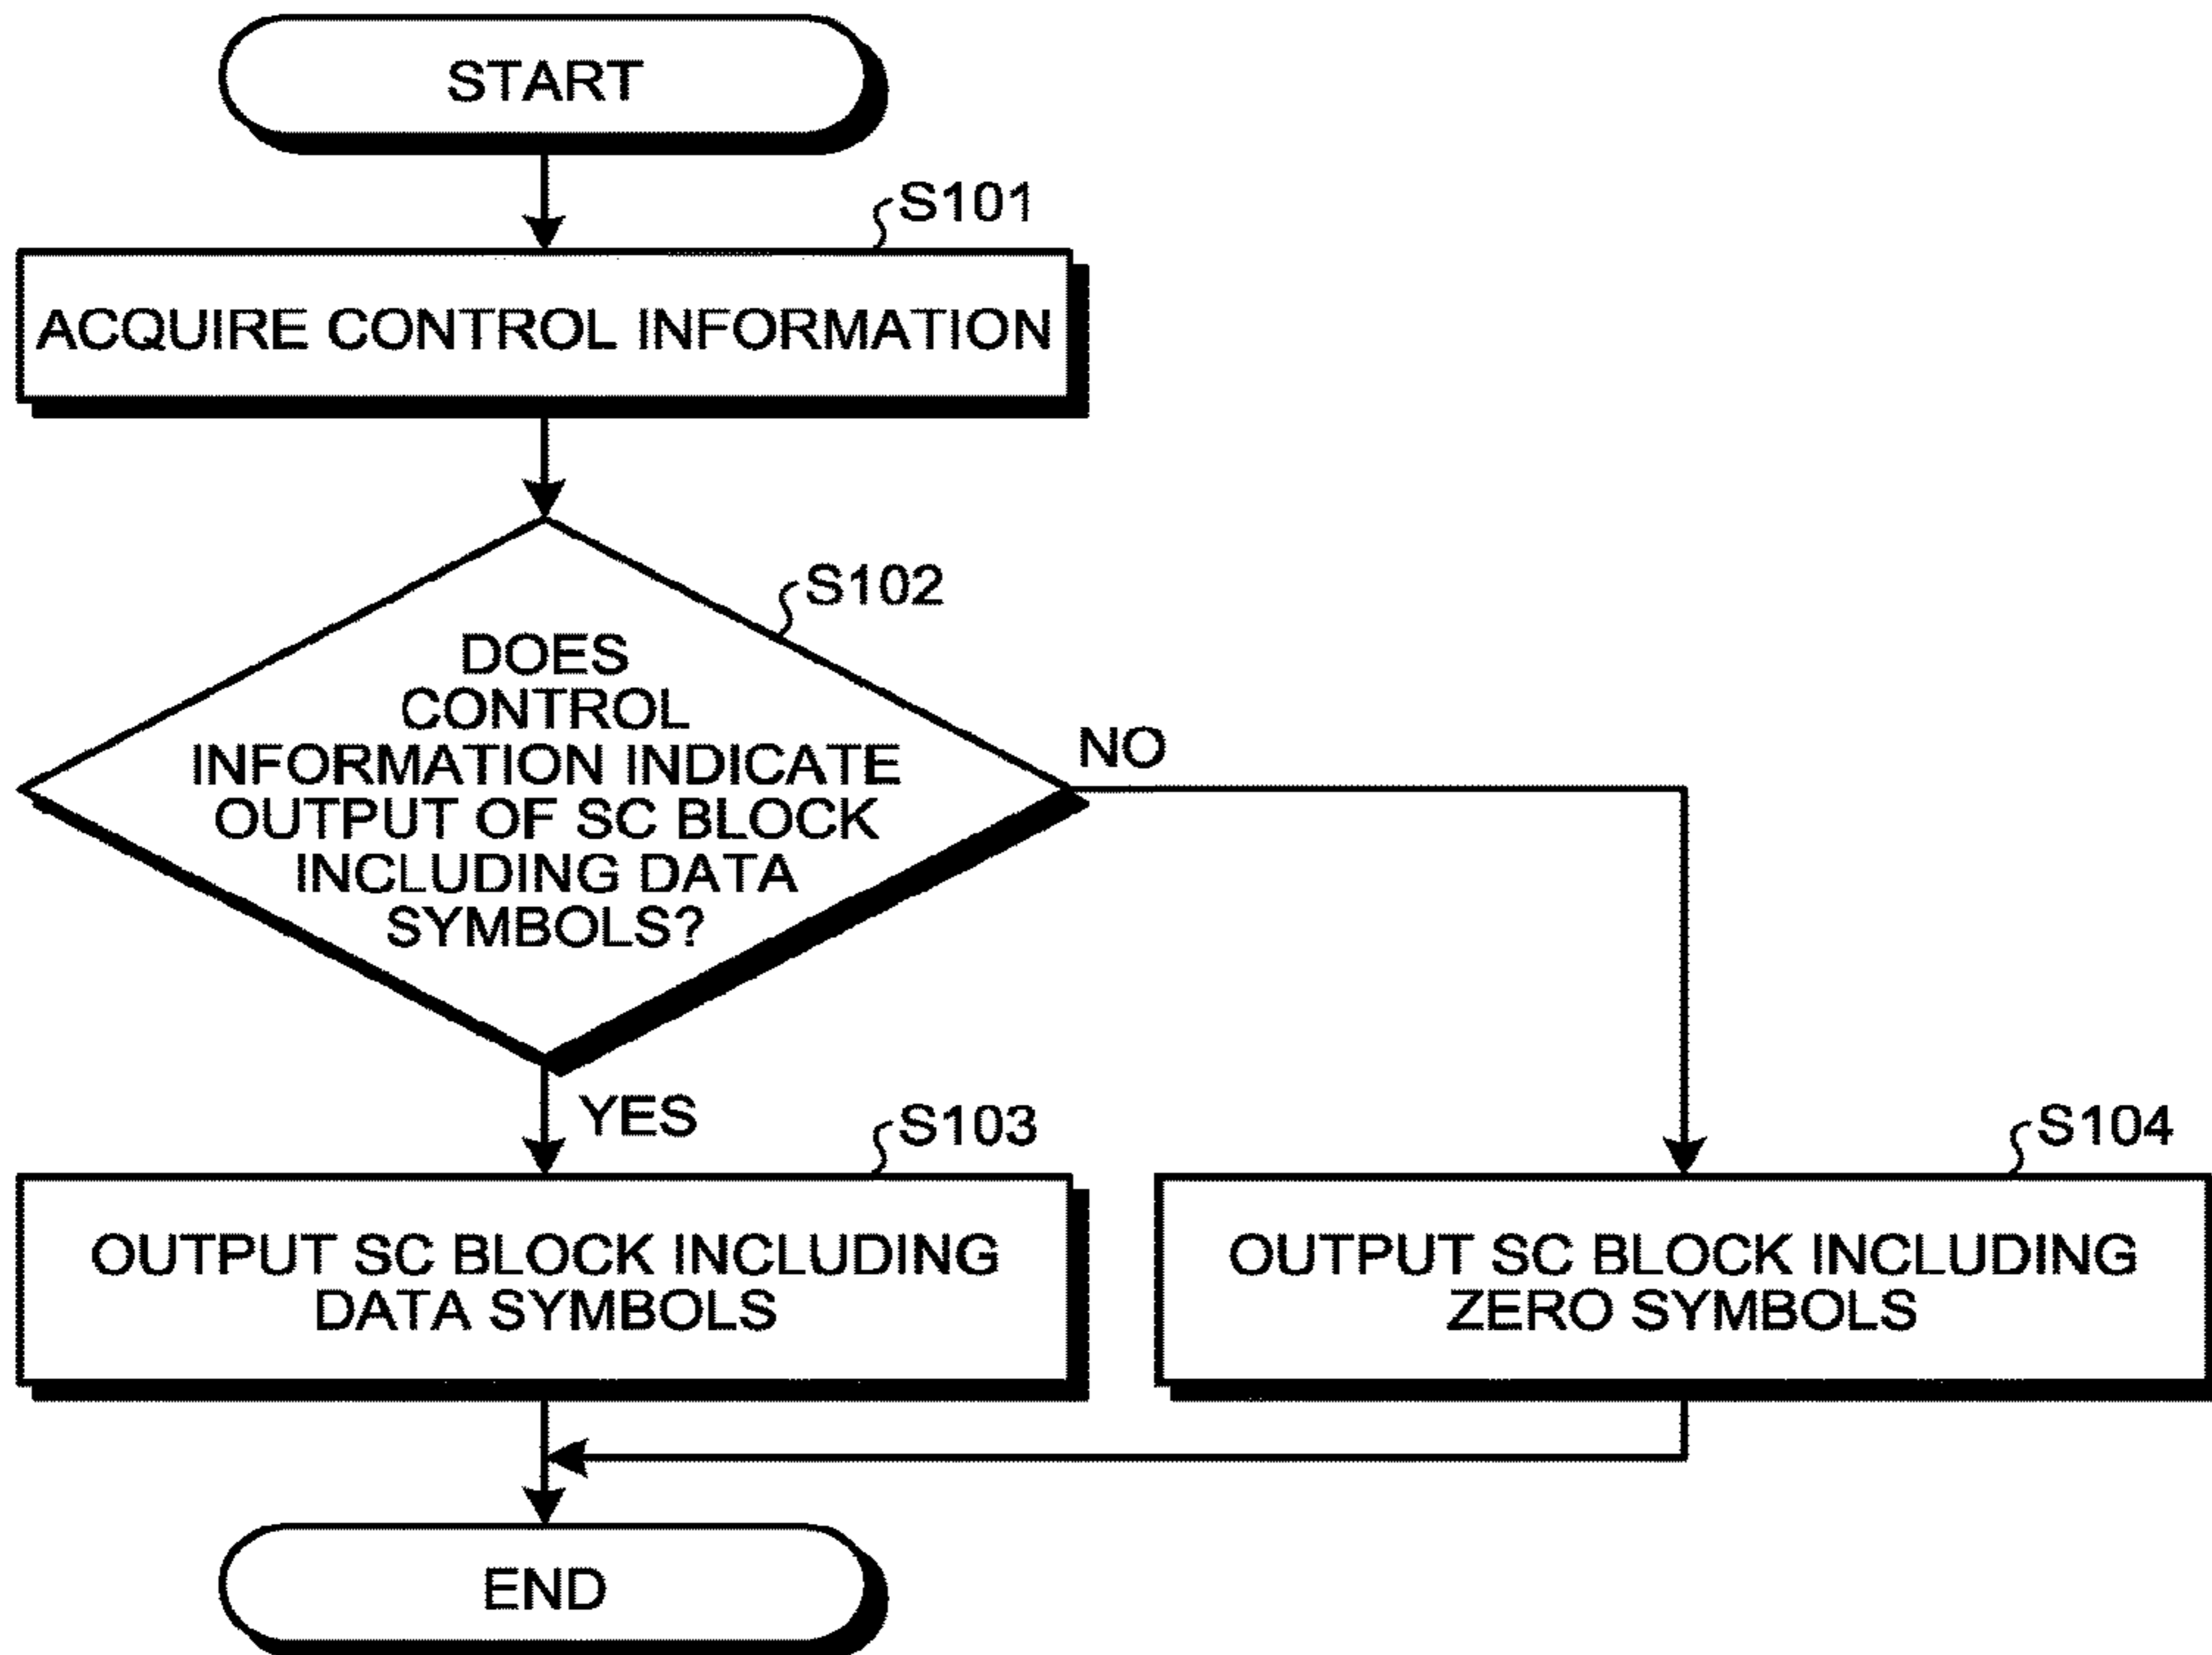 START
S101
ACQUIRE CONTROL INFORMATION
S102
DOES
CONTROL
INFORMATION INDICATE
OUTPUT OF SC BLOCK
INCLUDING DATA
SYMBOLS?
NO
YES
S103
OUTPUT SC BLOCK INCLUDING
DATA SYMBOLS
S104
OUTPUT SC BLOCK INCLUDING
ZERO SYMBOLS
END